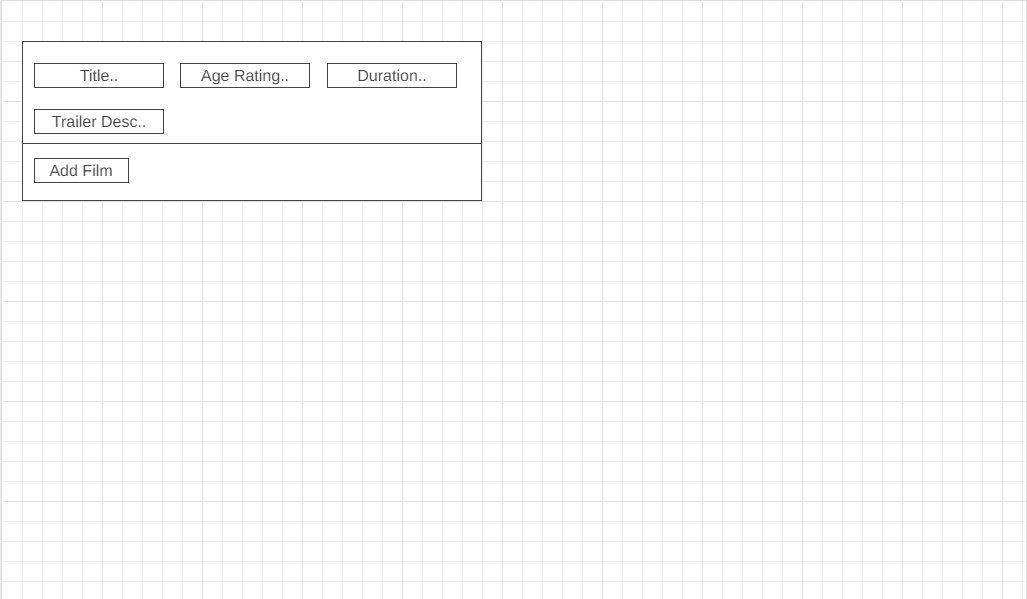 Title..
Age Rating..
Duration..
Trailer Desc..
Add Film